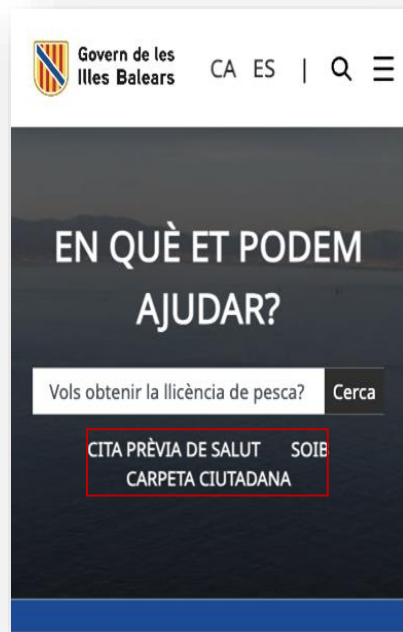 Govern de les
Illes Balears
CA ES | 
EN QUÈ ET PODEM
AJUDAR?
Vols obtenir la llicència de pesca? Cerca
CITA PRÈVIA DE SALUT SOIB
CARPETA CIUTADANA